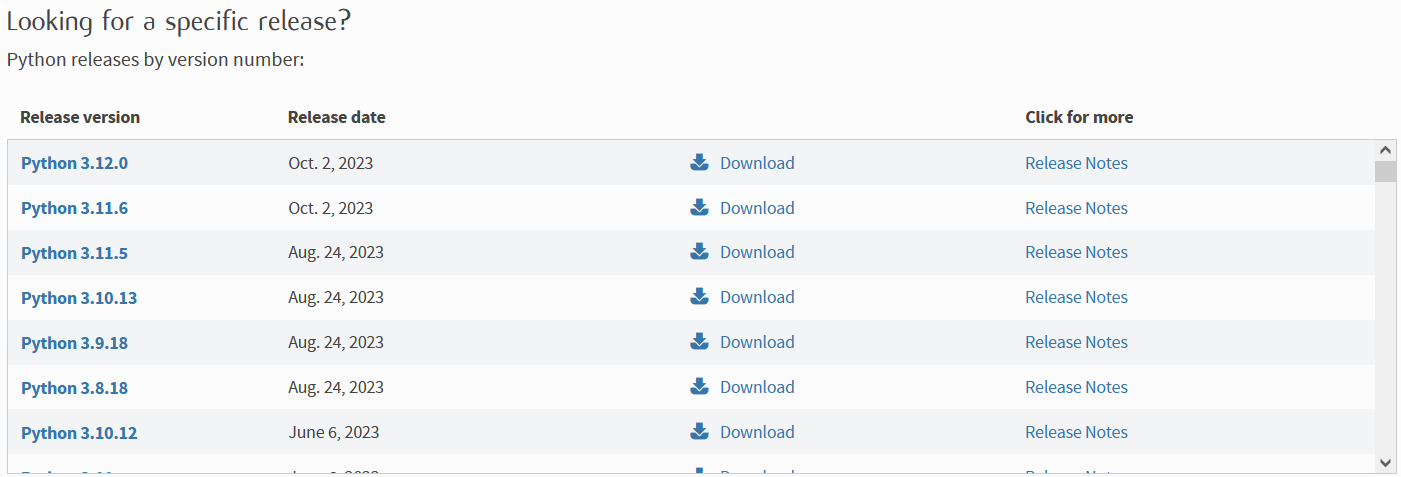 Looking for a specific release?
Python releases by version number:
Release version Release date Click for more
Python 3.12.0 Oct. 2, 2023 Download Release Notes
Python 3.11.6 Oct. 2, 2023 Download Release Notes
Python 3.11.5 Aug. 24, 2023 Download Release Notes
Python 3.10.13 Aug. 24, 2023 Download Release Notes
Python 3.9.18 Aug. 24, 2023 Download Release Notes
Python 3.8.18 Aug. 24, 2023 Download Release Notes
Python 3.10.12 June 6, 2023 Download Release Notes